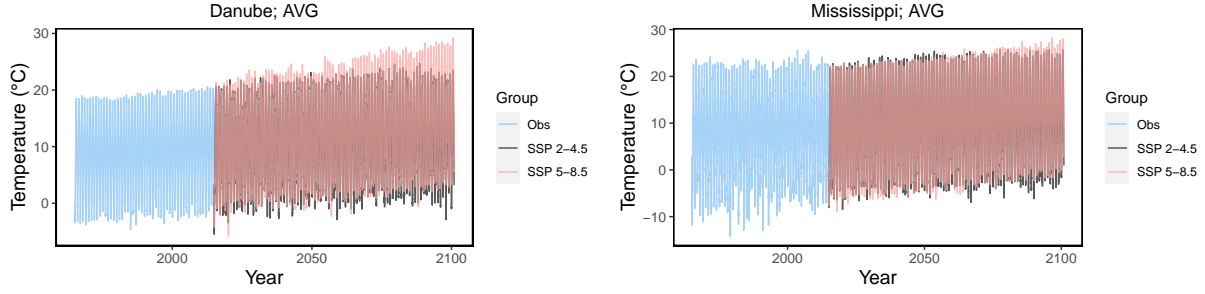 Danube; AVG
30
20
10
0
Temperature (°C)
2000
2050
2100
Year
Group
Obs
SSP 2−4.5
SSP 5−8.5
Mississippi; AVG
30
20
10
0
−10
Temperature (°C)
2000
2050
2100
Year
Group
Obs
SSP 2−4.5
SSP 5−8.5